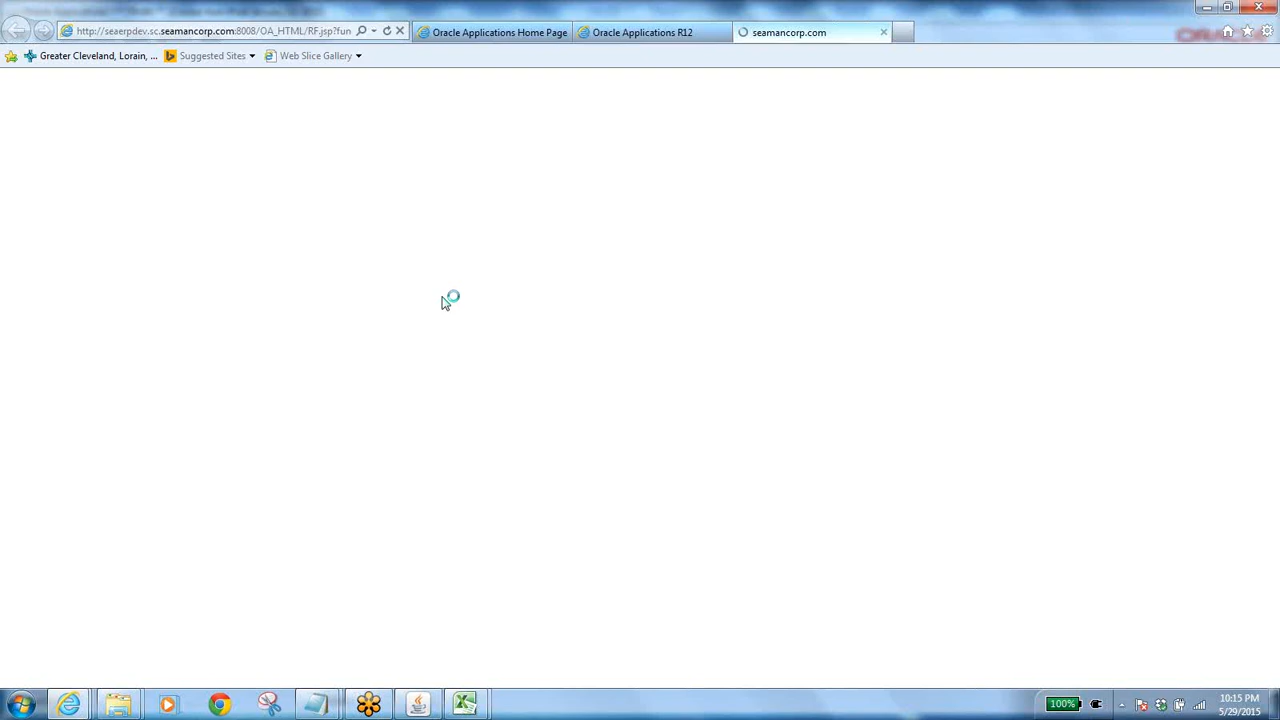 http://seaerpdev.sc.seamancorp.com:8008/OA_HTML/RF.jsp?fun
Oracle Applications Home Page
Oracle Applications R12
seamancorp.com
Greater Cleveland, Lorain, ...
Suggested Sites
Web Slice Gallery
100%
10:15 PM
5/29/2015